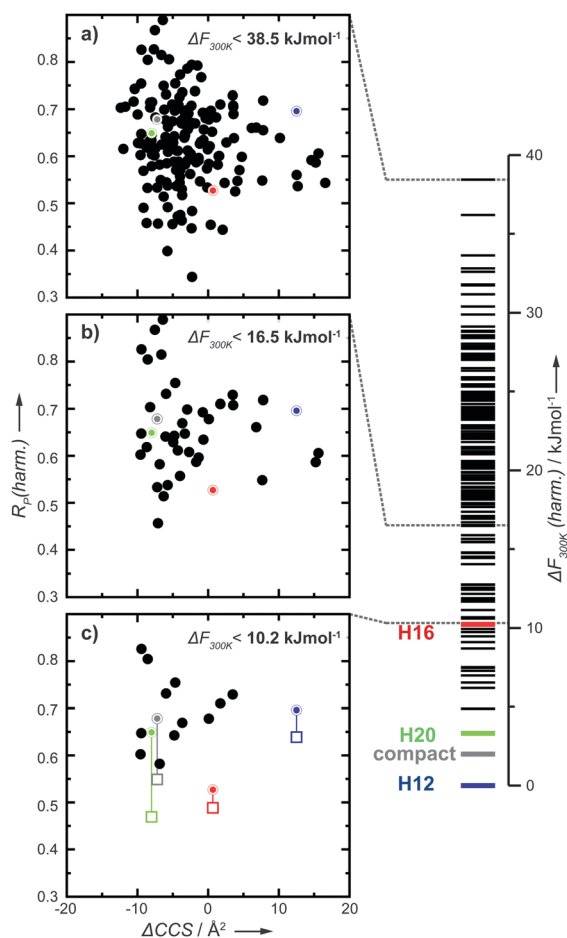 a) ΔF300K < 38.5 kJmol-1
0.8
0.7
0.6
0.5
0.4
0.3
b) ΔF300K < 16.5 kJmol-1
0.8
0.7
0.6
0.5
0.4
0.3
RP(harm.)
c) ΔF300K < 10.2 kJmol-1
0.8
0.7
0.6
0.5
0.4
0.3
-20 -10 0 10 20
ΔCCS / Å2
40
30
20
10
0
ΔF300K (harm.) / kJmol-1
H16
H20
compact
H12